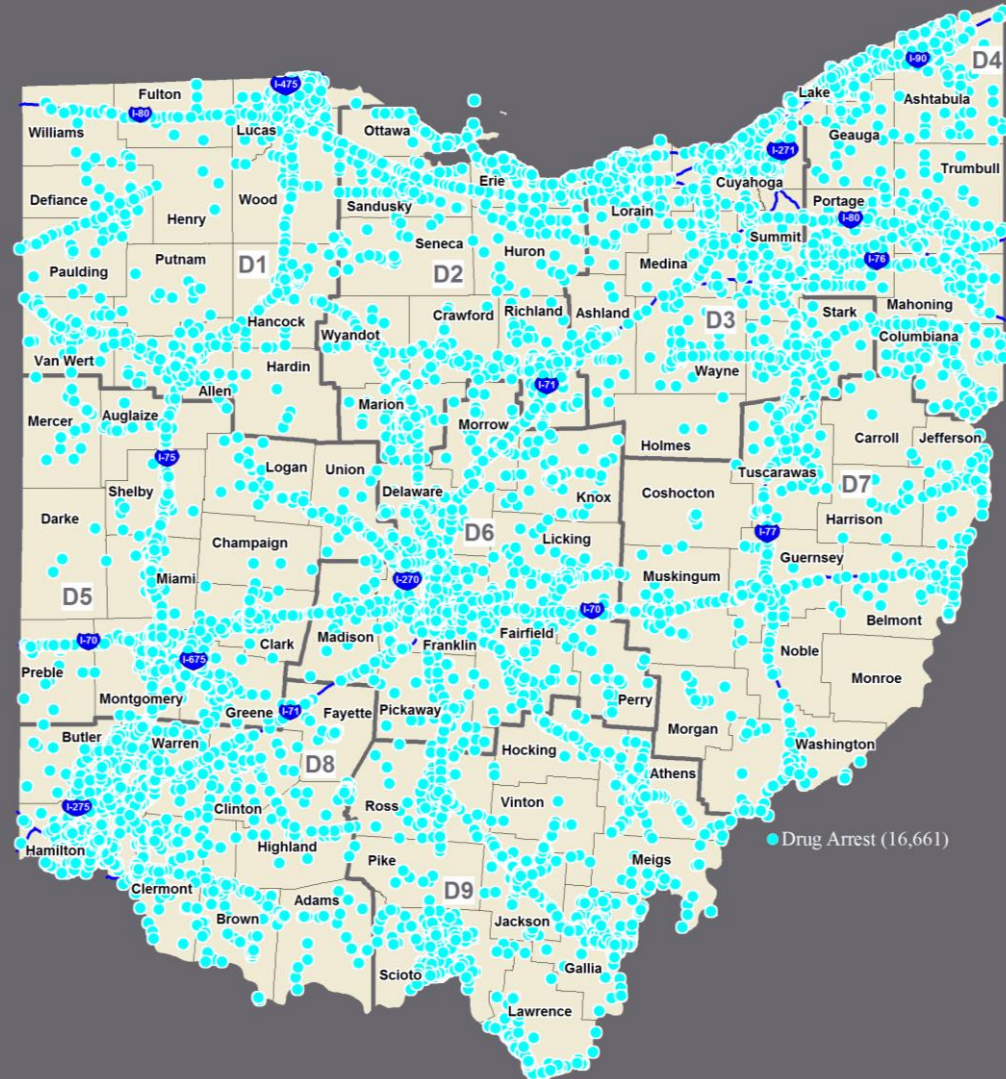 D4
I-90
I-475
Fulton
Lake
Ashtabula
I-80
Williams
Lucas
Ottawa
Geauga
I-271
Trumbull
Erie
Cuyahoga
Defiance
Wood
Sandusky
Lorain
Portage
Henry
I-80
Seneca
Summit
Huron
Putnam
D1
D2
Medina
I-76
Paulding
Mahoning
Hancock
Crawford
Richland
Ashland
D3
Stark
Wyandot
Columbiana
Van Wert
Hardin
Wayne
Allen
I-71
Marion
Mercer
Auglaize
Morrow
Carroll
Jefferson
Holmes
I-75
Logan
Union
Tuscarawas
Shelby
Delaware
Knox
Coshocton
D7
Darke
D6
Harrison
I-77
Licking
Champaign
Guernsey
Miami
I-270
Muskingum
D5
I-70
Belmont
I-70
Madison
Fairfield
Clark
Franklin
Noble
I-675
Preble
Monroe
Montgomery
Perry
Greene
I-71
Fayette
Pickaway
Morgan
Butler
Warren
Hocking
Washington
D8
Athens
I-275
Clinton
Ross
Vinton
Drug Arrest (16,661)
Hamilton
Highland
Pike
Meigs
Clermont
D9
Adams
Brown
Jackson
Scioto
Gallia
Lawrence